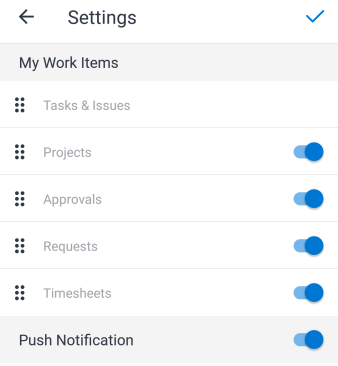 Settings
My Work Items
Tasks & Issues
Projects
Approvals
Requests
Timesheets
Push Notification